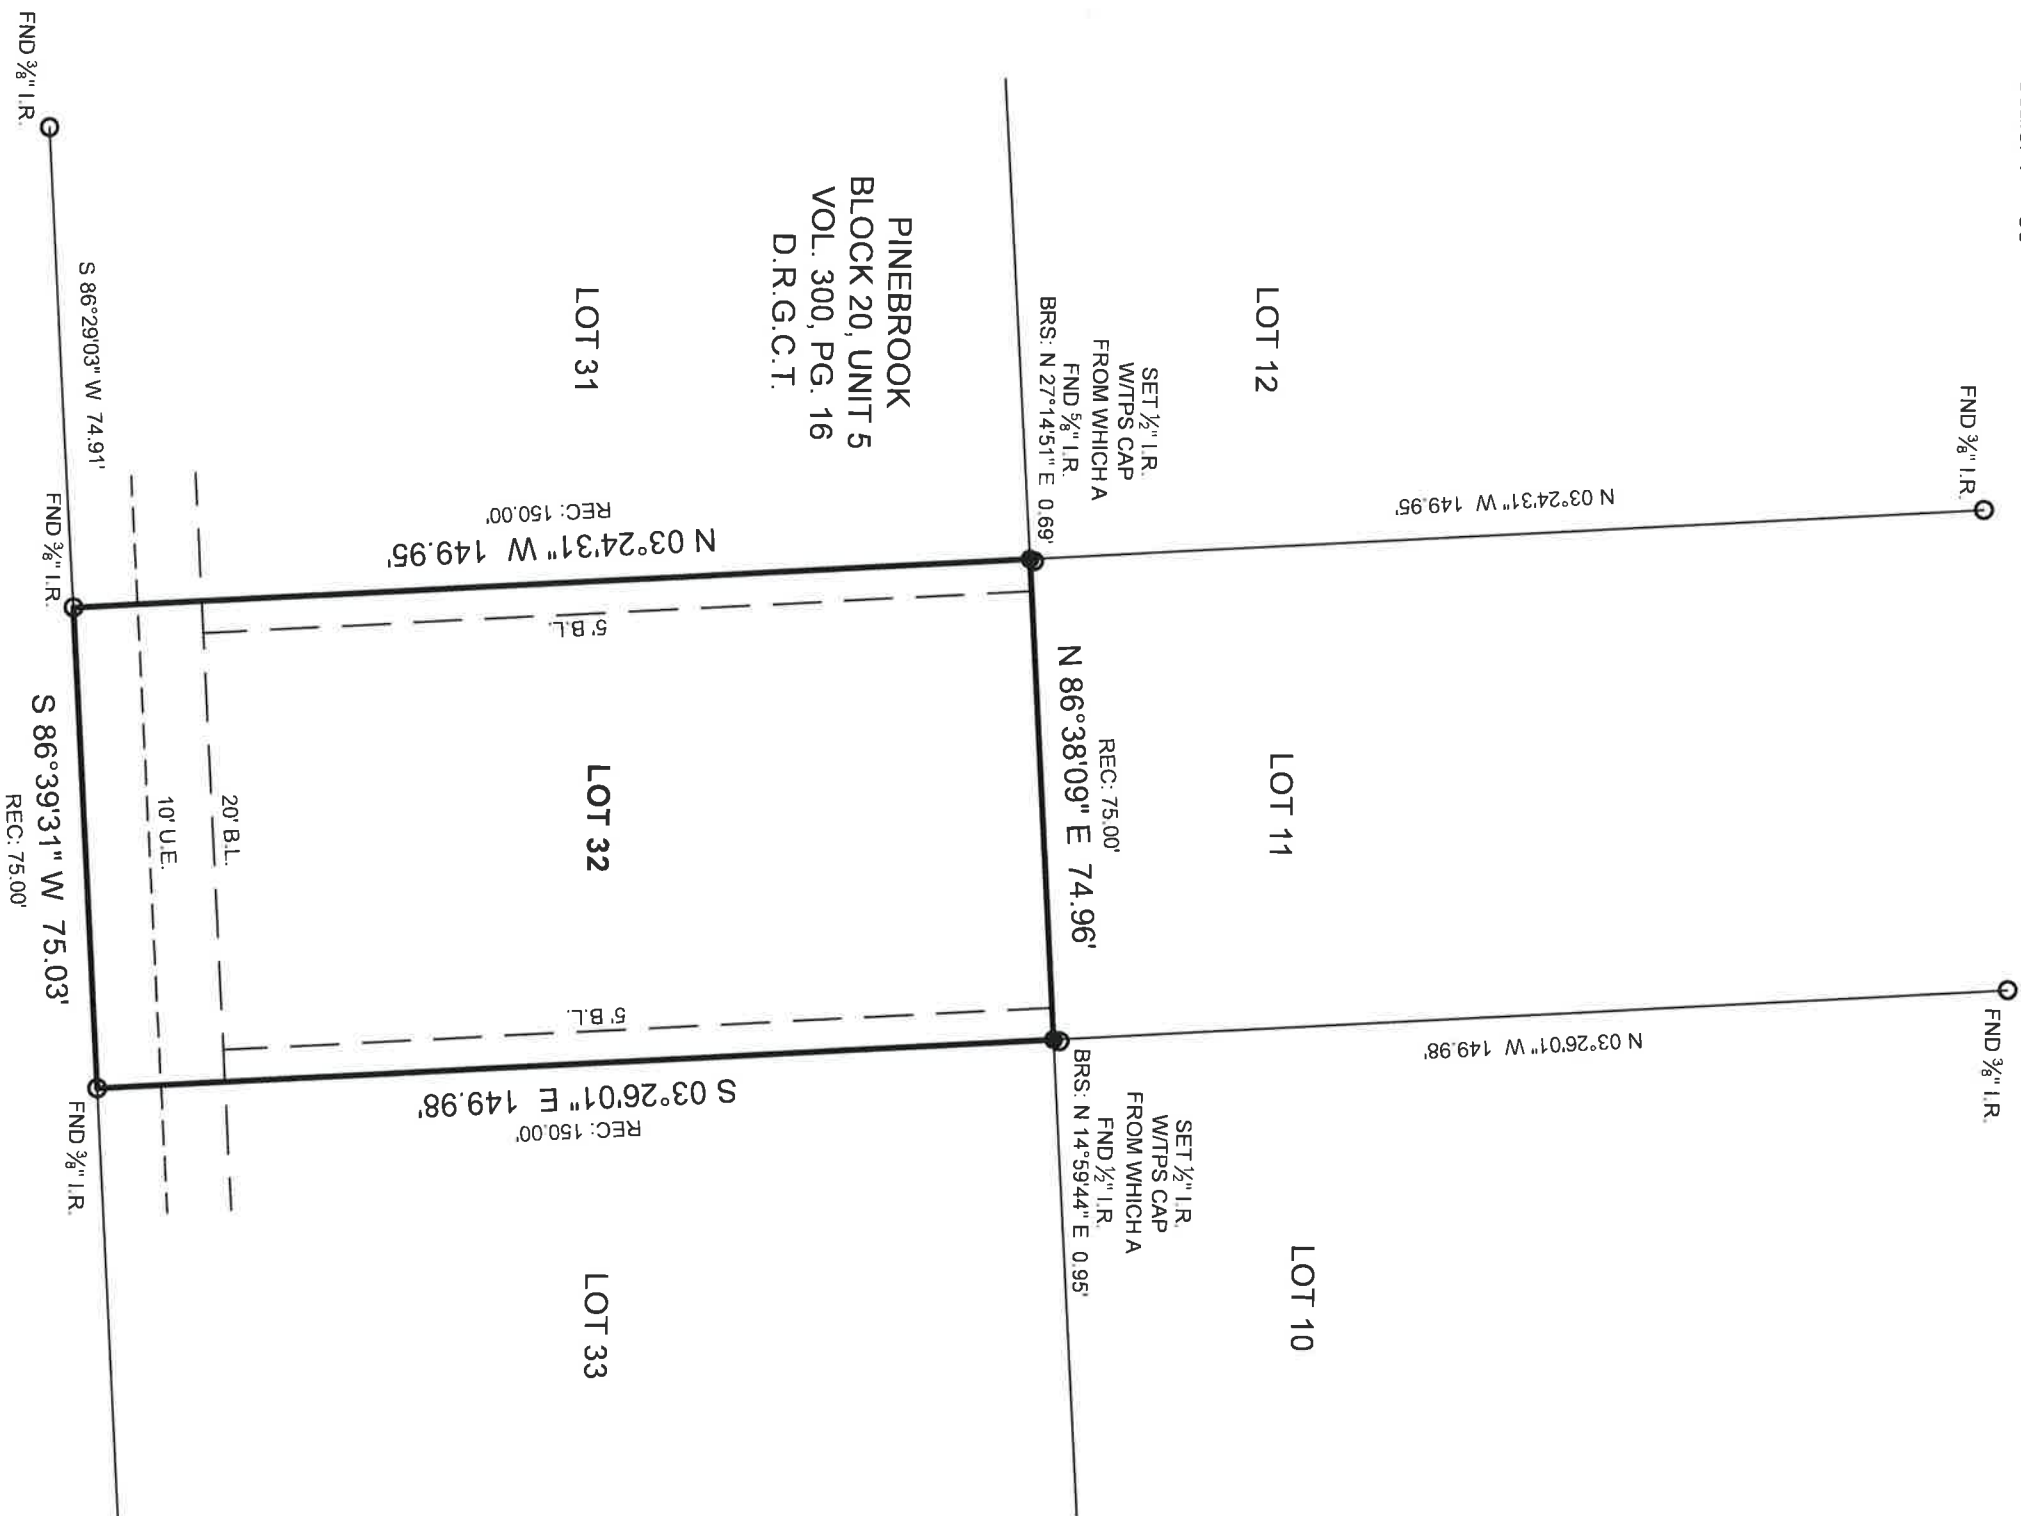 FND 3/8" I.R.
FND 3/8" I.R.
N 03°24'31" W 149.95'
N 03°26'01" W 149.98'
LOT 12
LOT 11
LOT 10
SET 1/2" I.R.
W/TPS CAP
FROM WHICH A
FND 5/8" I.R.
BRS: N 27°14'51" E 0.69'
SET 1/2" I.R.
W/TPS CAP
FROM WHICH A
FND 1/2" I.R.
BRS: N 14°59'44" E 0.95'
REC: 75.00'
N 86°38'09" E 74.96'
PINEBROOK
BLOCK 20, UNIT 5
VOL. 300, PG. 16
D.R.G.C.T.
LOT 31
LOT 32
LOT 33
REC: 150.00'
N 03°24'31" W 149.95'
5' B.L.
5' B.L.
S 03°26'01" E 149.98'
REC: 150.00'
20' B.L.
10' U.E.
S 86°29'03" W 74.91'
FND 3/8" I.R.
FND 3/8" I.R.
FND 3/8" I.R.
S 86°39'31" W 75.03'
REC: 75.00'